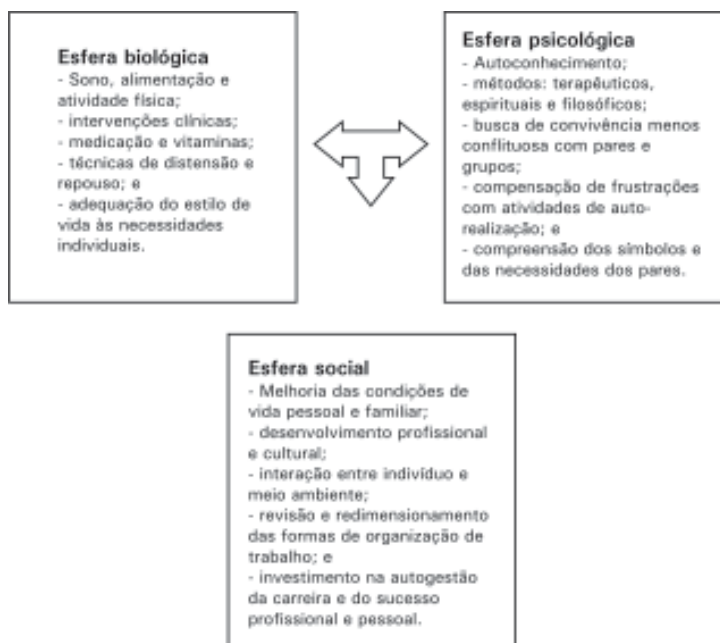 Esfera biológica
- Sono, alimentação e
atividade física;
- intervenções clínicas;
- medicação e vitaminas;
- técnicas de distensão e
repouso; e
- adequação do estilo de
vida às necessidades
individuais.
Esfera psicológica
- Autoconhecimento;
- métodos: terapêuticos,
espirituais e filosóficos;
- busca de convivência menos
conflituosa com pares e
grupos;
- compensação de frustrações
com atividades de auto-
realização; e
- compreensão dos símbolos e
das necessidades dos pares.
Esfera social
- Melhoria das condições de
vida pessoal e familiar;
- desenvolvimento profissional
e cultural;
- interação entre indivíduo e
meio ambiente;
- revisão e redimensionamento
das formas de organização de
trabalho; e
- investimento na autogestão
da carreira e do sucesso
profissional e pessoal.